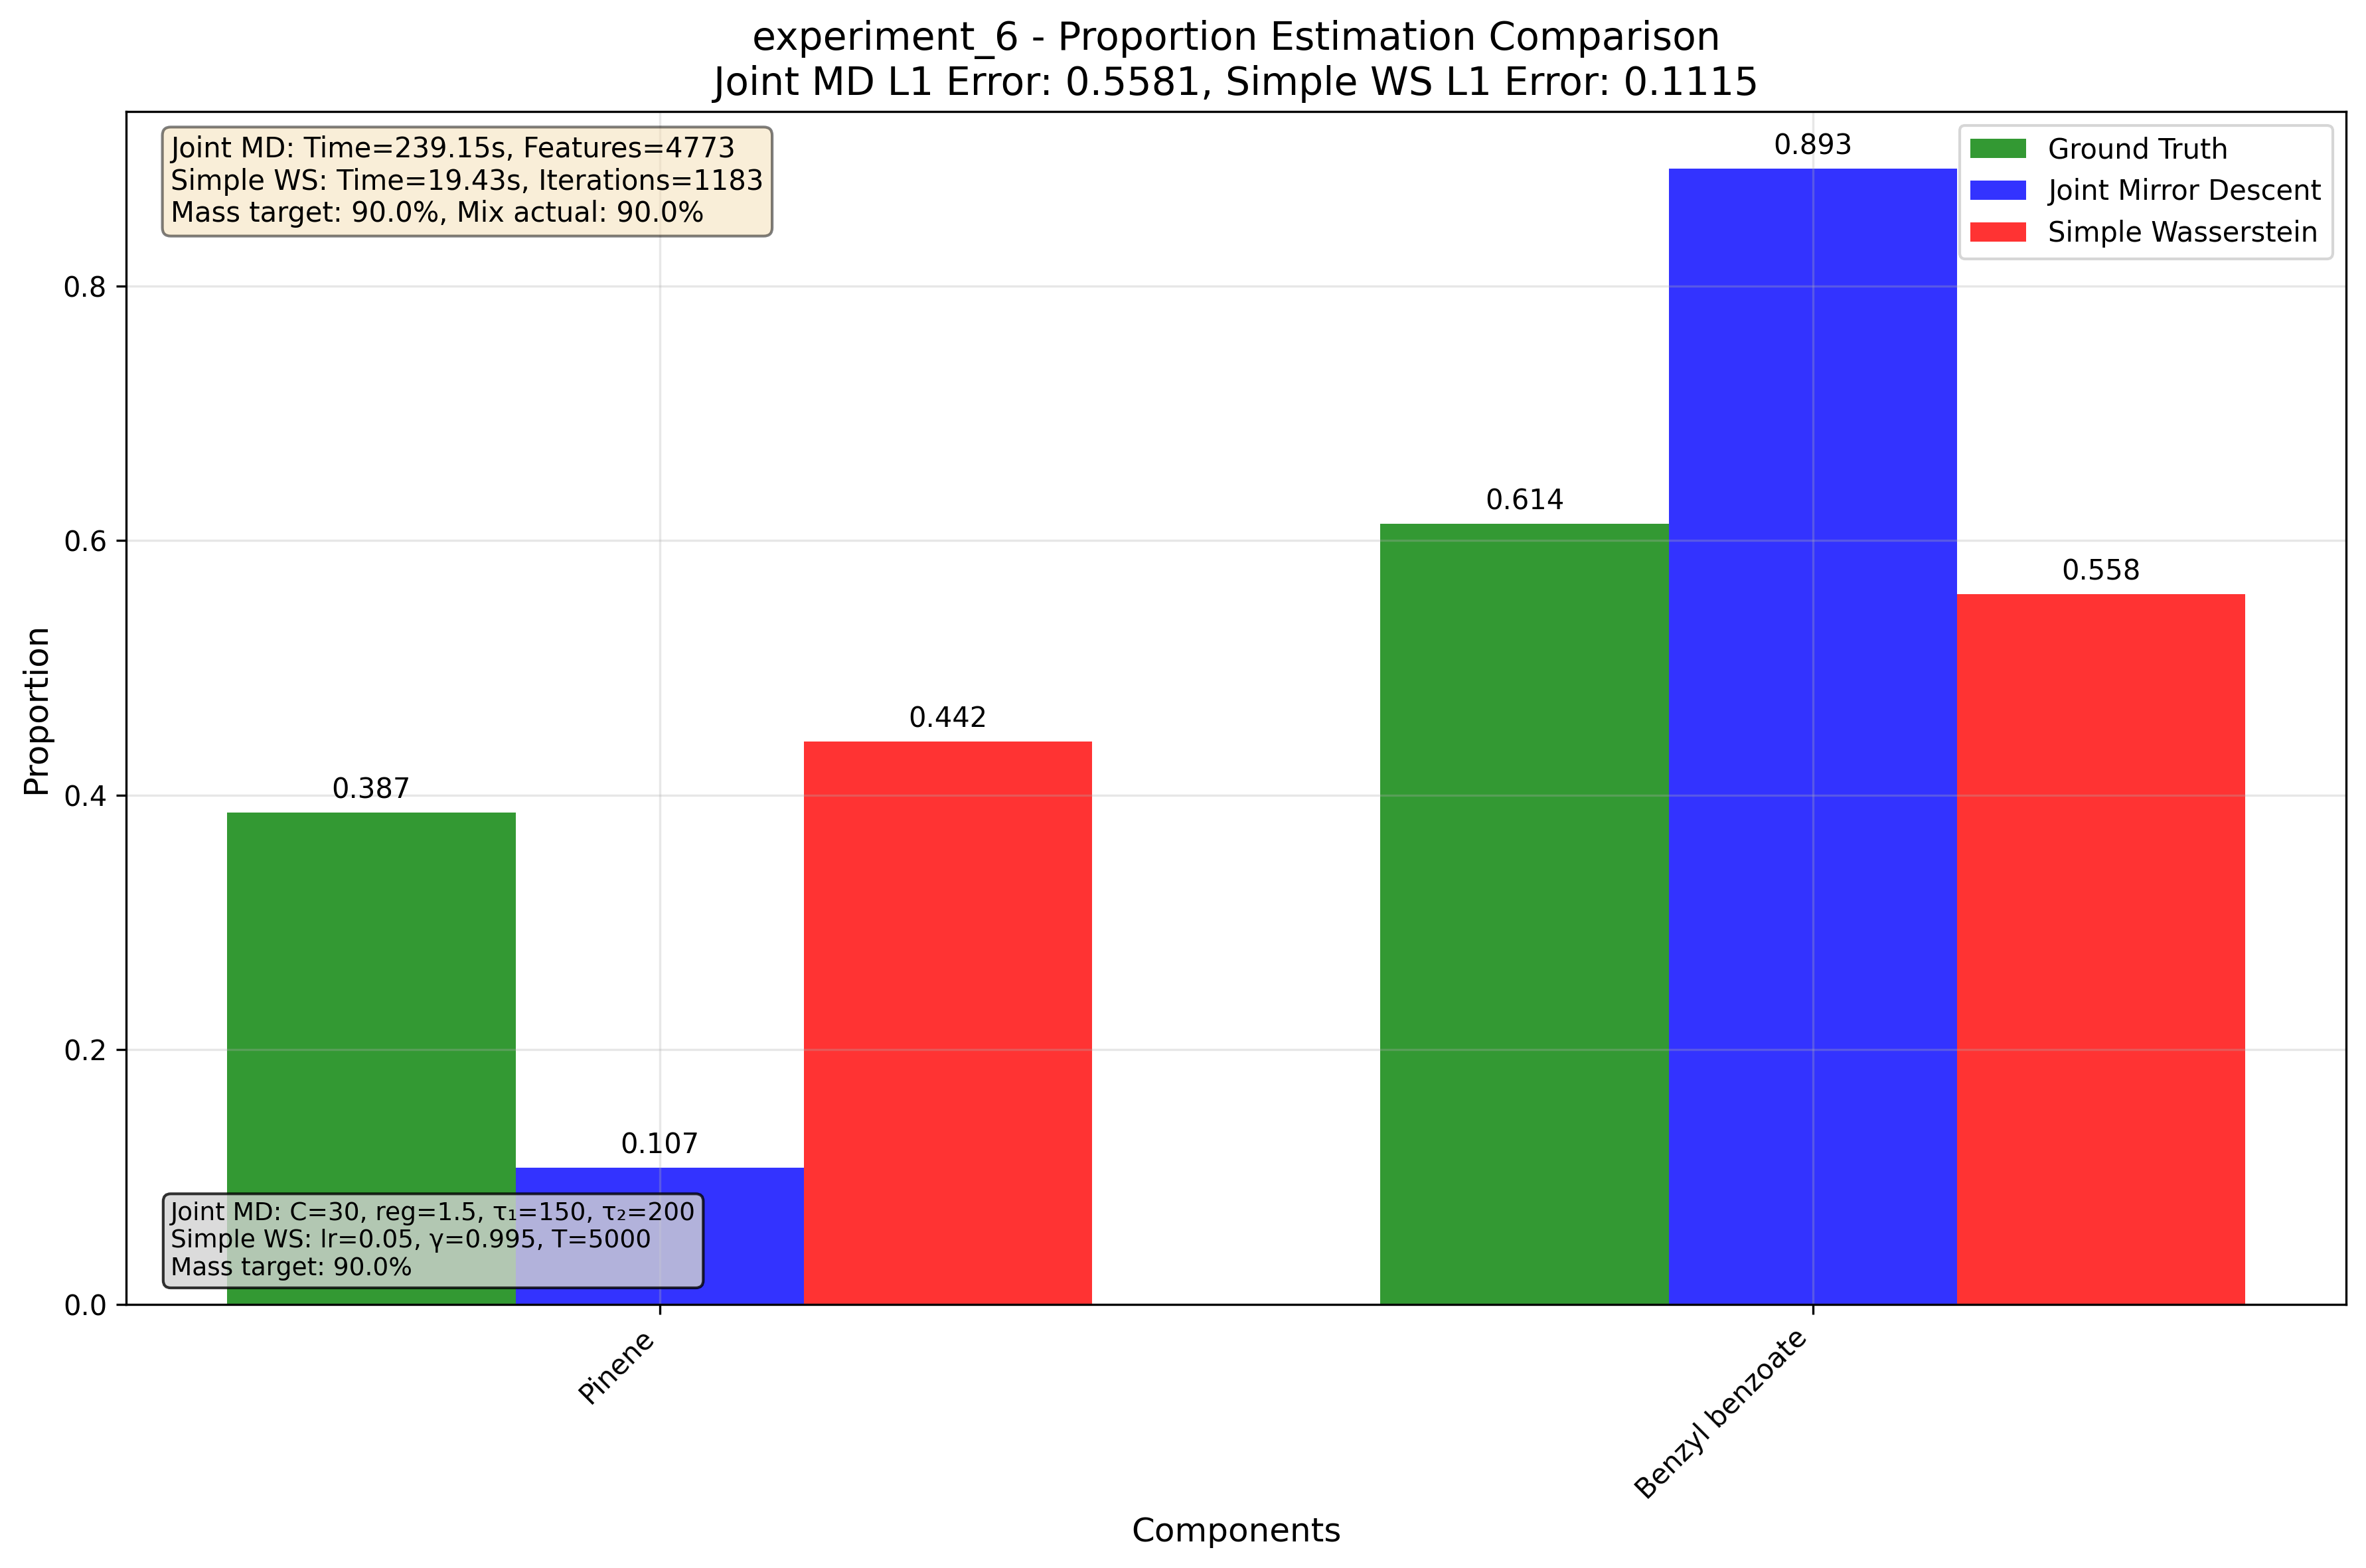 experiment_6 - Proportion Estimation Comparison
Joint MD L1 Error: 0.5581, Simple WS L1 Error: 0.1115
Joint MD: Time=239.15s, Features=4773
Simple WS: Time=19.43s, Iterations=1183
Mass target: 90.0%, Mix actual: 90.0%
Ground Truth
Joint Mirror Descent
Simple Wasserstein
0.893
0.614
0.558
0.442
0.387
0.107
Proportion
0.8
0.6
0.4
0.2
0.0
Joint MD: C=30, reg=1.5, τ₁=150, τ₂=200
Simple WS: lr=0.05, γ=0.995, T=5000
Mass target: 90.0%
Pinene
Benzyl benzoate
Components